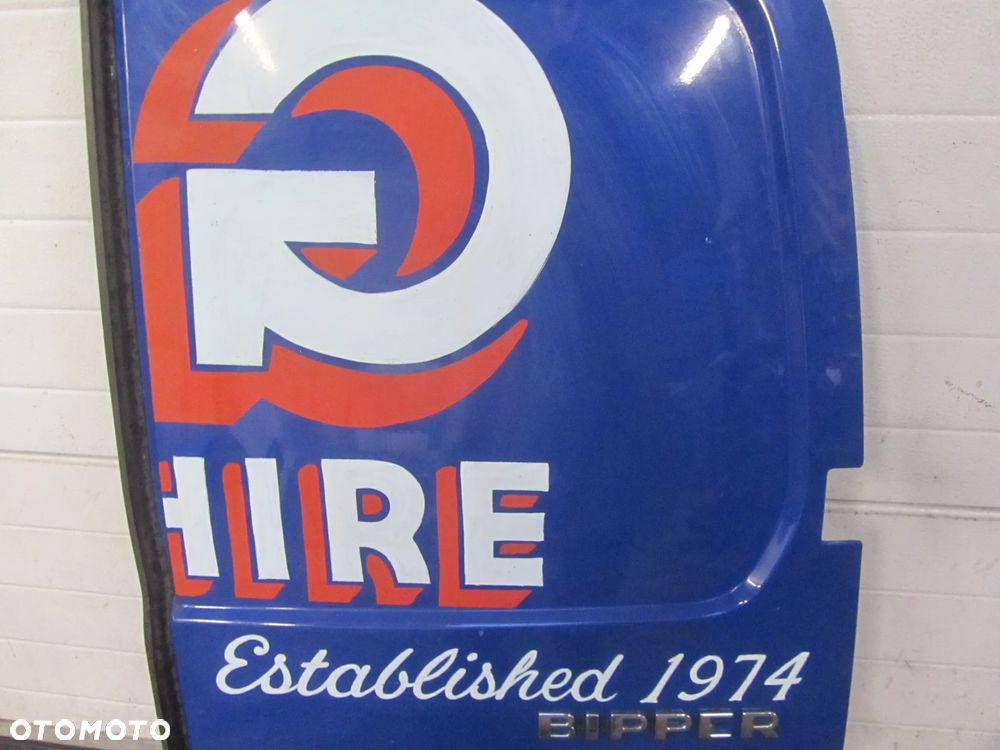 HIRE
Established 1974
BIPPER
OTOMOTO